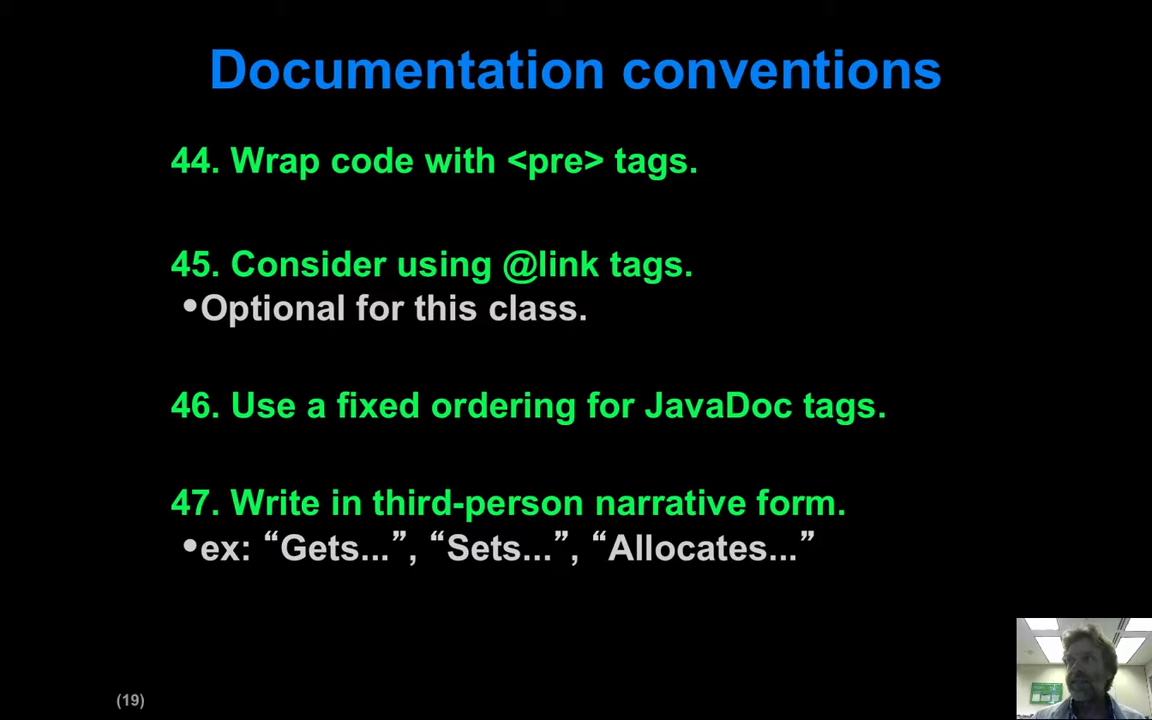 Documentation conventions
44. Wrap code with <pre> tags.
45. Consider using @link tags.
•Optional for this class.
46. Use a fixed ordering for JavaDoc tags.
47. Write in third-person narrative form.
•ex: “Gets...”, “Sets...”, “Allocates...”
(19)